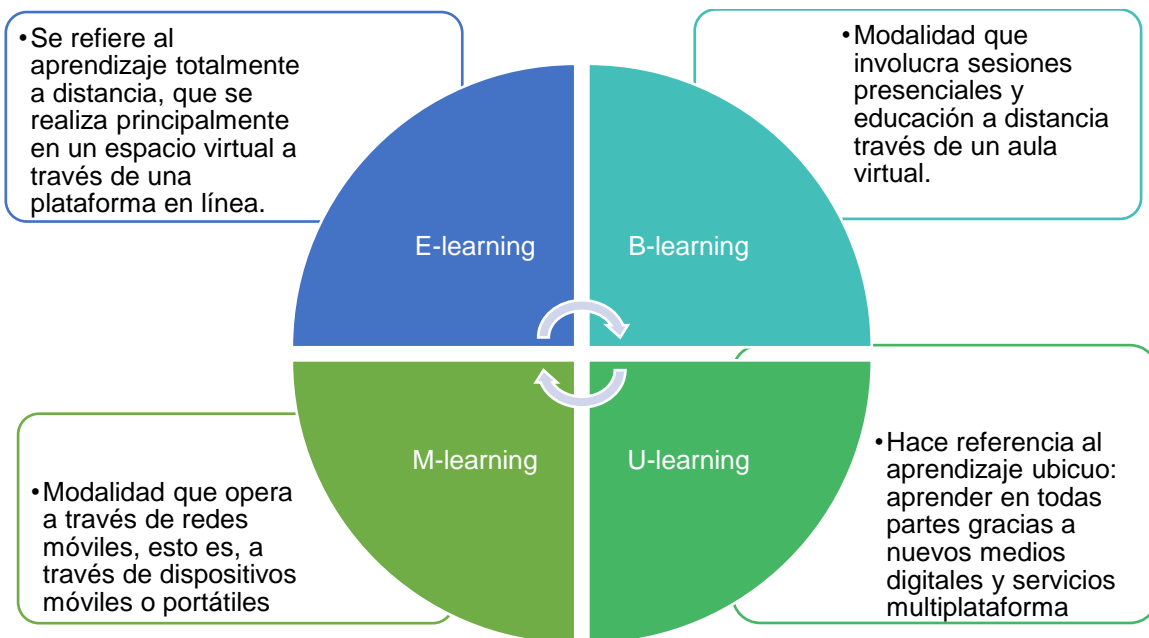 •Se refiere al
aprendizaje totalmente
a distancia, que se
realiza principalmente
en un espacio virtual a
través de una
plataforma en línea.
•Modalidad que
involucra sesiones
presenciales y
educación a distancia
través de un aula
virtual.
E-learning
B-learning
M-learning
U-learning
•Modalidad que opera
a través de redes
móviles, esto es, a
través de dispositivos
móviles o portátiles
•Hace referencia al
aprendizaje ubicuo:
aprender en todas
partes gracias a
nuevos medios
digitales y servicios
multiplataforma